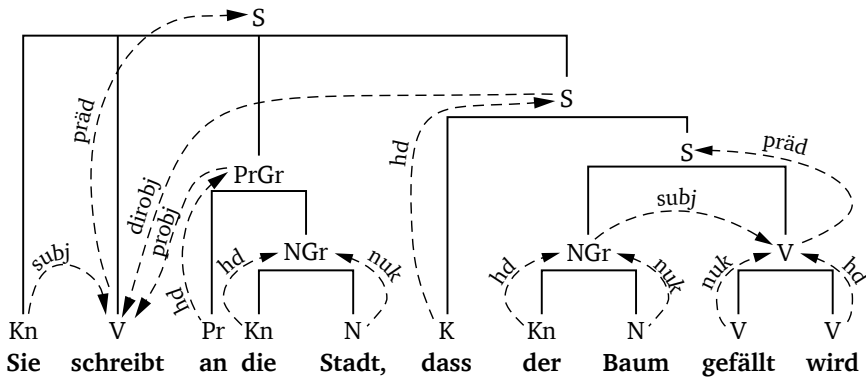 S
präd
S
hd
S
präd
PrGr
dirobj
probj
subj
NGr
NGr
V
subj
hd
hd
nuk
hd
nuk
nuk
hd
Kn V Pr Kn N K Kn N V V
Sie schreibt an die Stadt, dass der Baum gefällt wird